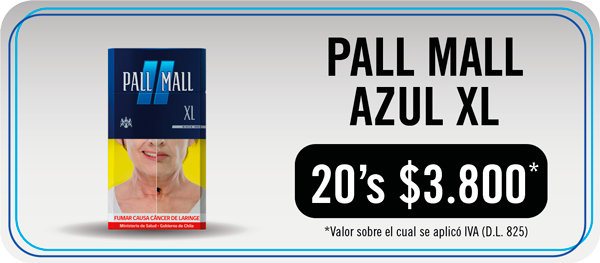 PALL MALL
XL
FUMAR CAUSA CÁNCER DE LARINGE
Ministerio de Salud - Gobierno de Chile
PALL MALL
AZUL XL
20's $3.800*
*Valor sobre el cual se aplicó IVA (D.L. 825)